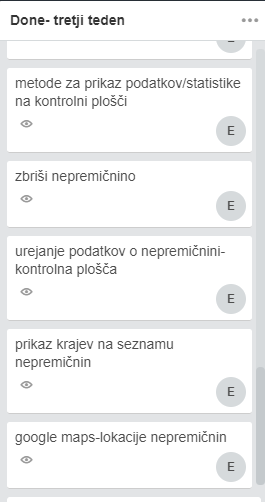 Done- tretji teden
E
metode za prikaz podatkov/statistike
na kontrolni plošči
E
zbriši nepremičnino
E
urejanje podatkov o nepremičnini-
kontrolna plošča
E
prikaz krajev na seznamu
nepremičnin
E
google maps-lokacije nepremičnin
E